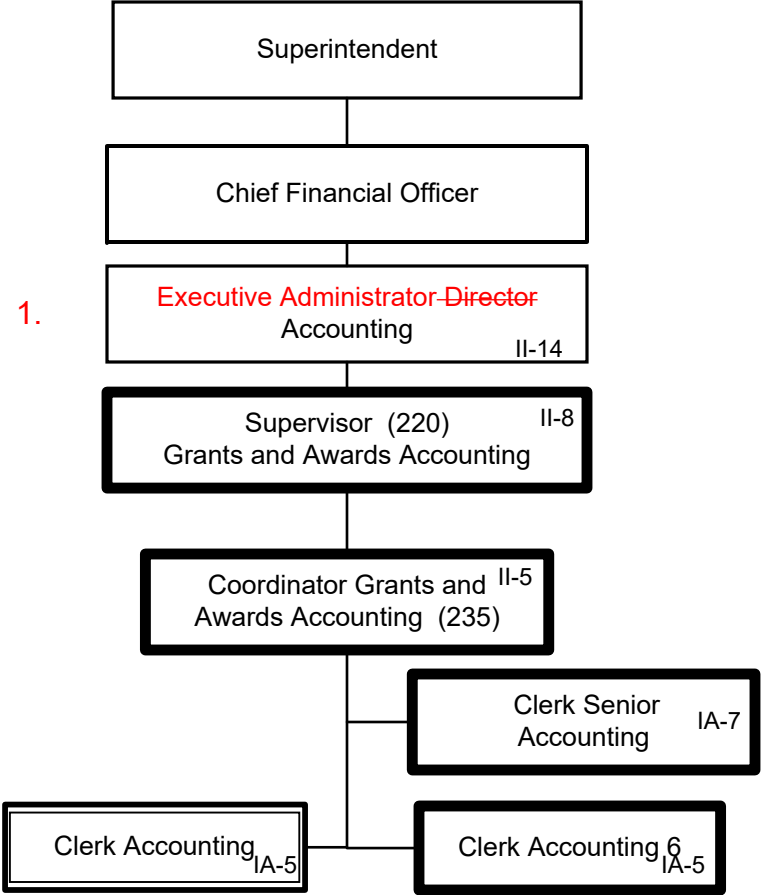 Superintendent
Chief Financial Officer
1.
Executive Administrator Director
Accounting
II-14
Supervisor (220)
II-8
Grants and Awards Accounting
Coordinator Grants and
II-5
Awards Accounting (235)
Clerk Senior
Accounting
IA-7
Clerk Accounting
IA-5
Clerk Accounting 6
IA-5